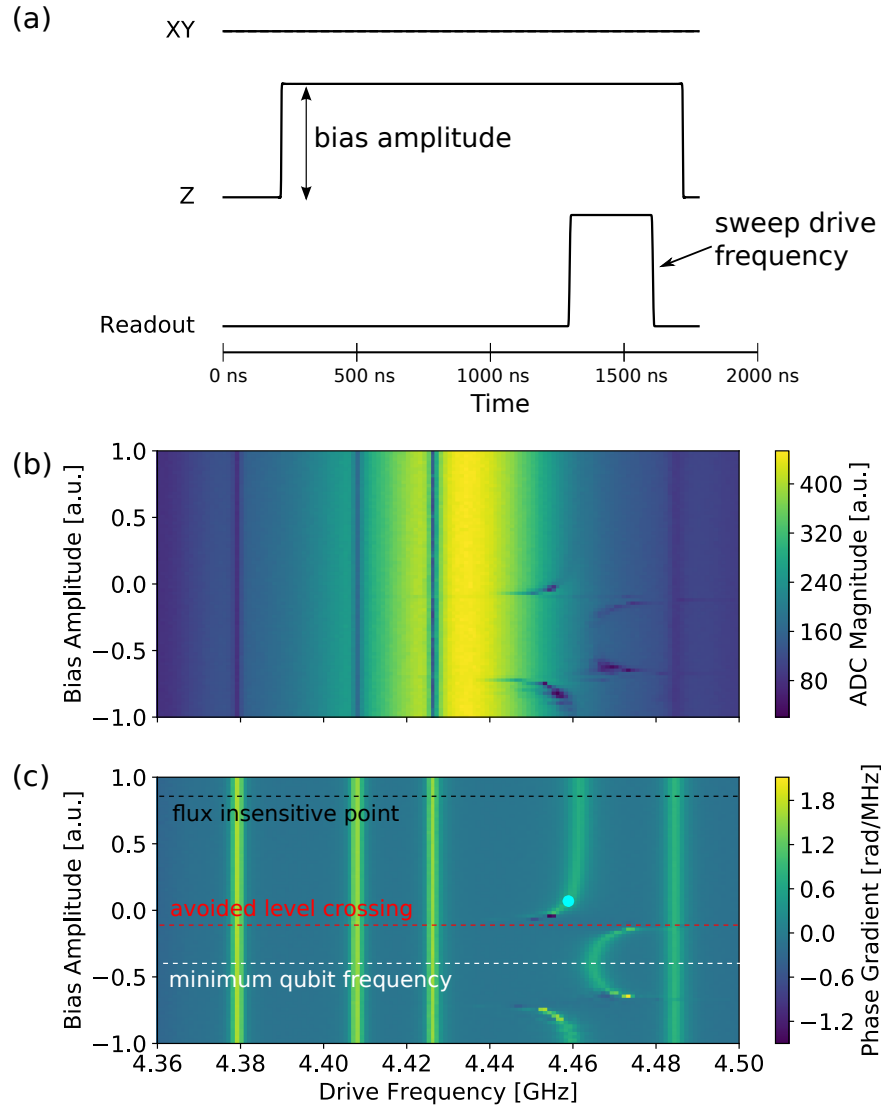 (a)
XY
bias amplitude
Z
sweep drive
frequency
Readout
0 ns
500 ns
1000 ns
1500 ns
2000 ns
Time
(b)
1.0
0.5
0.0
−0.5
−1.0
Bias Amplitude [a.u.]
400
320
240
160
80
ADC Magnitude [a.u.]
(c)
1.0
0.5
0.0
−0.5
−1.0
Bias Amplitude [a.u.]
flux insensitive point
avoided level crossing
minimum qubit frequency
1.8
1.2
0.6
0.0
−0.6
−1.2
Phase Gradient [rad/MHz]
4.36
4.38
4.40
4.42
4.44
4.46
4.48
4.50
Drive Frequency [GHz]